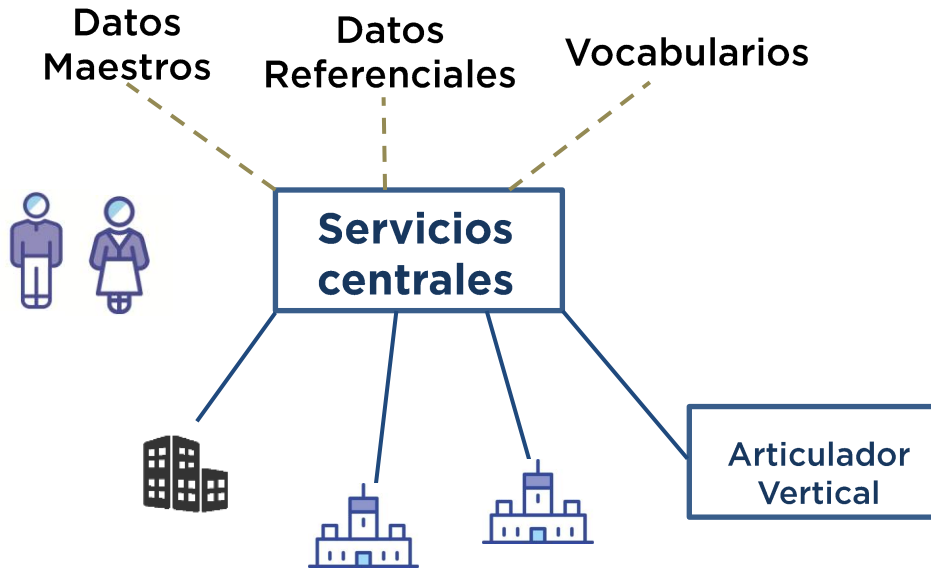 Datos
Maestros
Datos
Referenciales
Vocabularios
Servicios
centrales
Articulador
Vertical